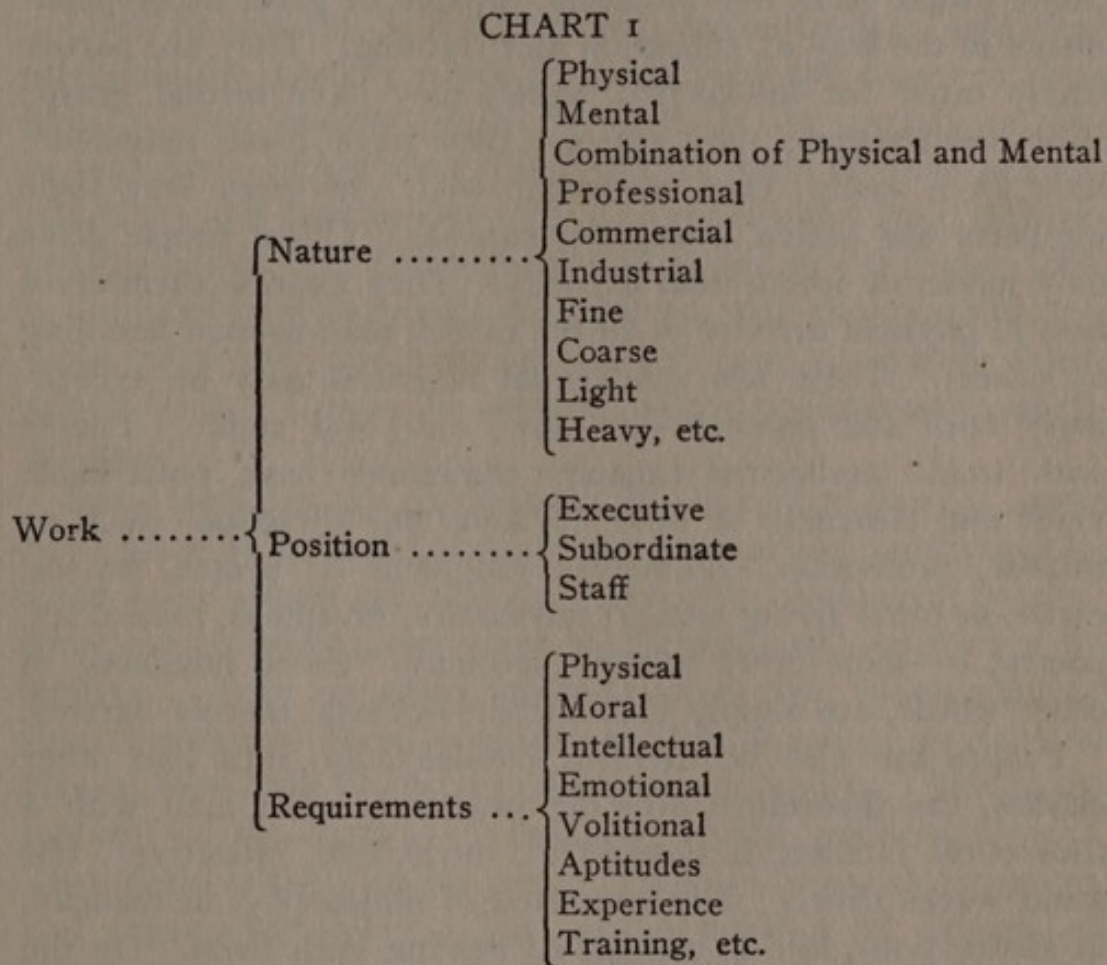 CHART 1
Physical
Mental
Combination of Physical and Mental
Professional
Commercial
Nature .........
Industrial
Fine
Coarse
Light
Heavy, etc.
Executive
Work ........
Position ........
Subordinate
Staff
Physical
Moral
Intellectual
Emotional
Requirements ...
Volitional
Aptitudes
Experience
Training, etc.